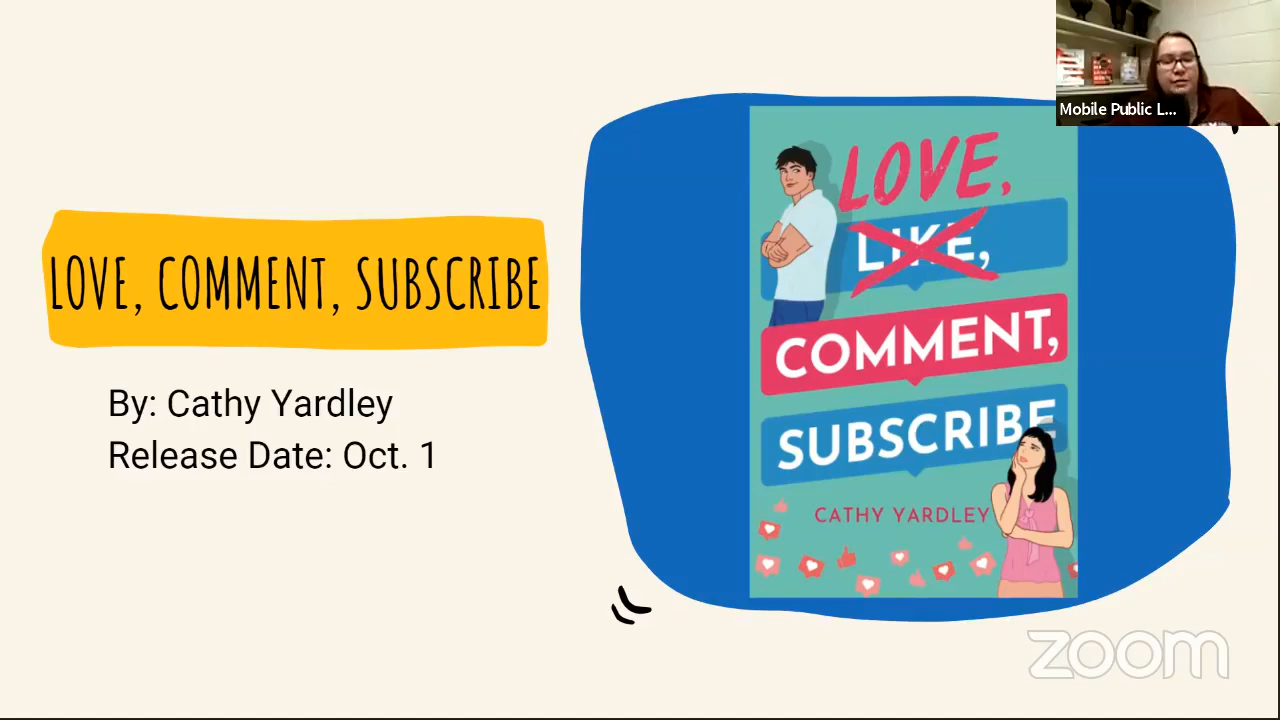 LOVE, COMMENT, SUBSCRIBE
By: Cathy Yardley
Release Date: Oct. 1
LOVE,
LIKE,
COMMENT,
SUBSCRIBE
CATHY YARDLEY
Mobile Public L...
zoom